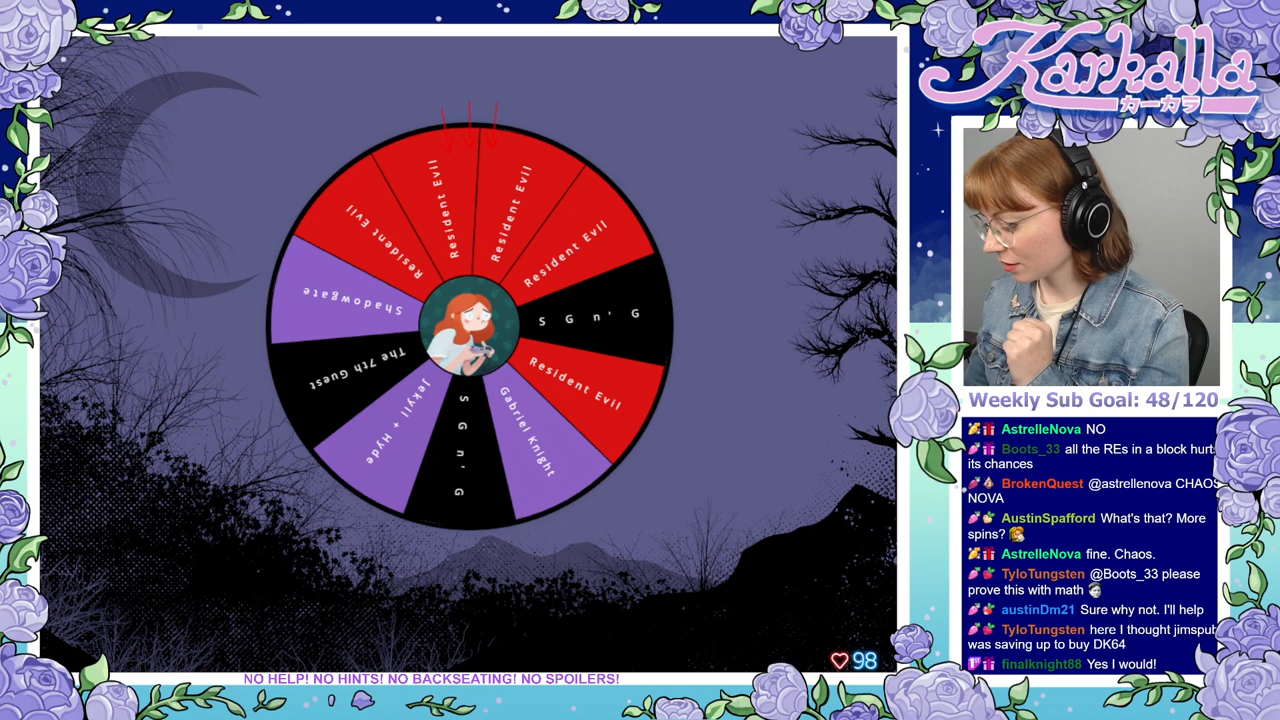 Karkalla
カーカラ
Resident Evil
Resident Evil
Resident Evil
Resident Evil
S G n' G
Resident Evil
Gabriel Knight
S G n' G
Jekyll + Hyde
The 7th Guest
Shadowgate
98
NO HELP! NO HINTS! NO BACKSEATING! NO SPOILERS!
Weekly Sub Goal: 48/120
AstrelleNova NO
Boots_33 all the REs in a block hurts
its chances
BrokenQuest @astrellenova CHAOS
NOVA
AustinSpafford What's that? More
spins?
AstrelleNova fine. Chaos.
TyloTungsten @Boots_33 please
prove this with math
austinDm21 Sure why not. I'll help
TyloTungsten here I thought jimspub
was saving up to buy DK64
finalknight88 Yes I would!